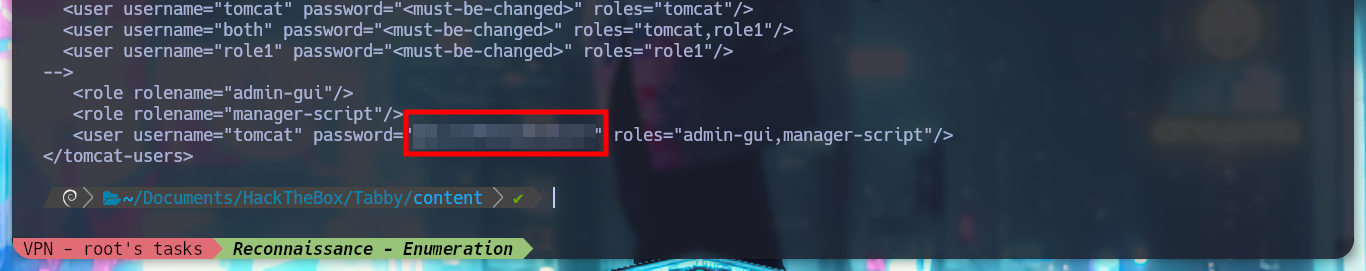 <user username="tomcat" password="<must-be-changed>" roles="tomcat"/>
<user username="both" password="<must-be-changed>" roles="tomcat,role1"/>
<user username="role1" password="<must-be-changed>" roles="role1"/>
-->
<role rolename="admin-gui"/>
<role rolename="manager-script"/>
<user username="tomcat" password="" roles="admin-gui,manager-script"/>
</tomcat-users>
~/Documents/HackTheBox/Tabby/content
VPN - root's tasks Reconnaissance - Enumeration